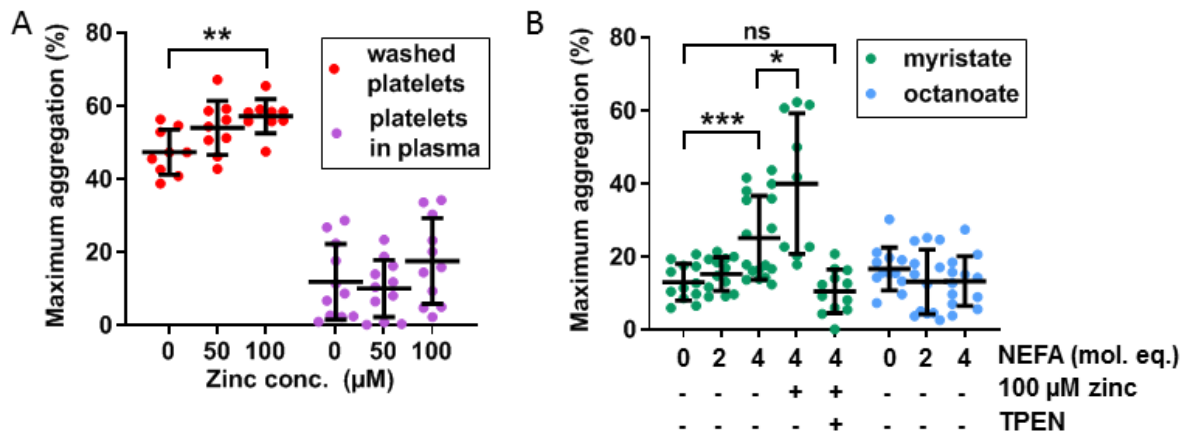 A
Maximum aggregation (%)
80
60
40
20
0
**
washed
platelets
platelets
in plasma
0 50 100 0 50 100
Zinc conc. (µM)
B
Maximum aggregation (%)
80
60
40
20
0
ns
*
***
myristate
octanoate
0 2 4 4 4 0 2 4 NEFA (mol. eq.)
- - - + + - - - 100 µM zinc
- - - - + - - - TPEN